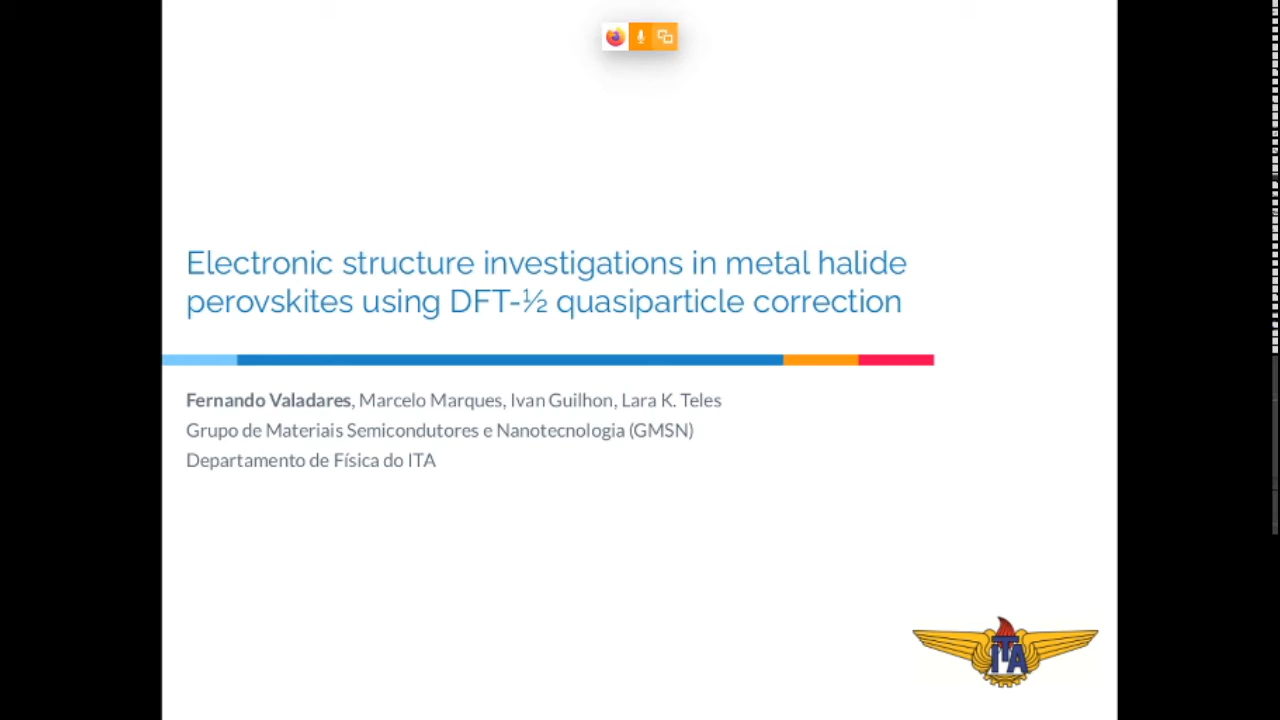 Electronic structure investigations in metal halide
perovskites using DFT-½ quasiparticle correction
Fernando Valadares, Marcelo Marques, Ivan Guilhon, Lara K. Teles
Grupo de Materiais Semicondutores e Nanotecnologia (GMSN)
Departamento de Física do ITA
ITA